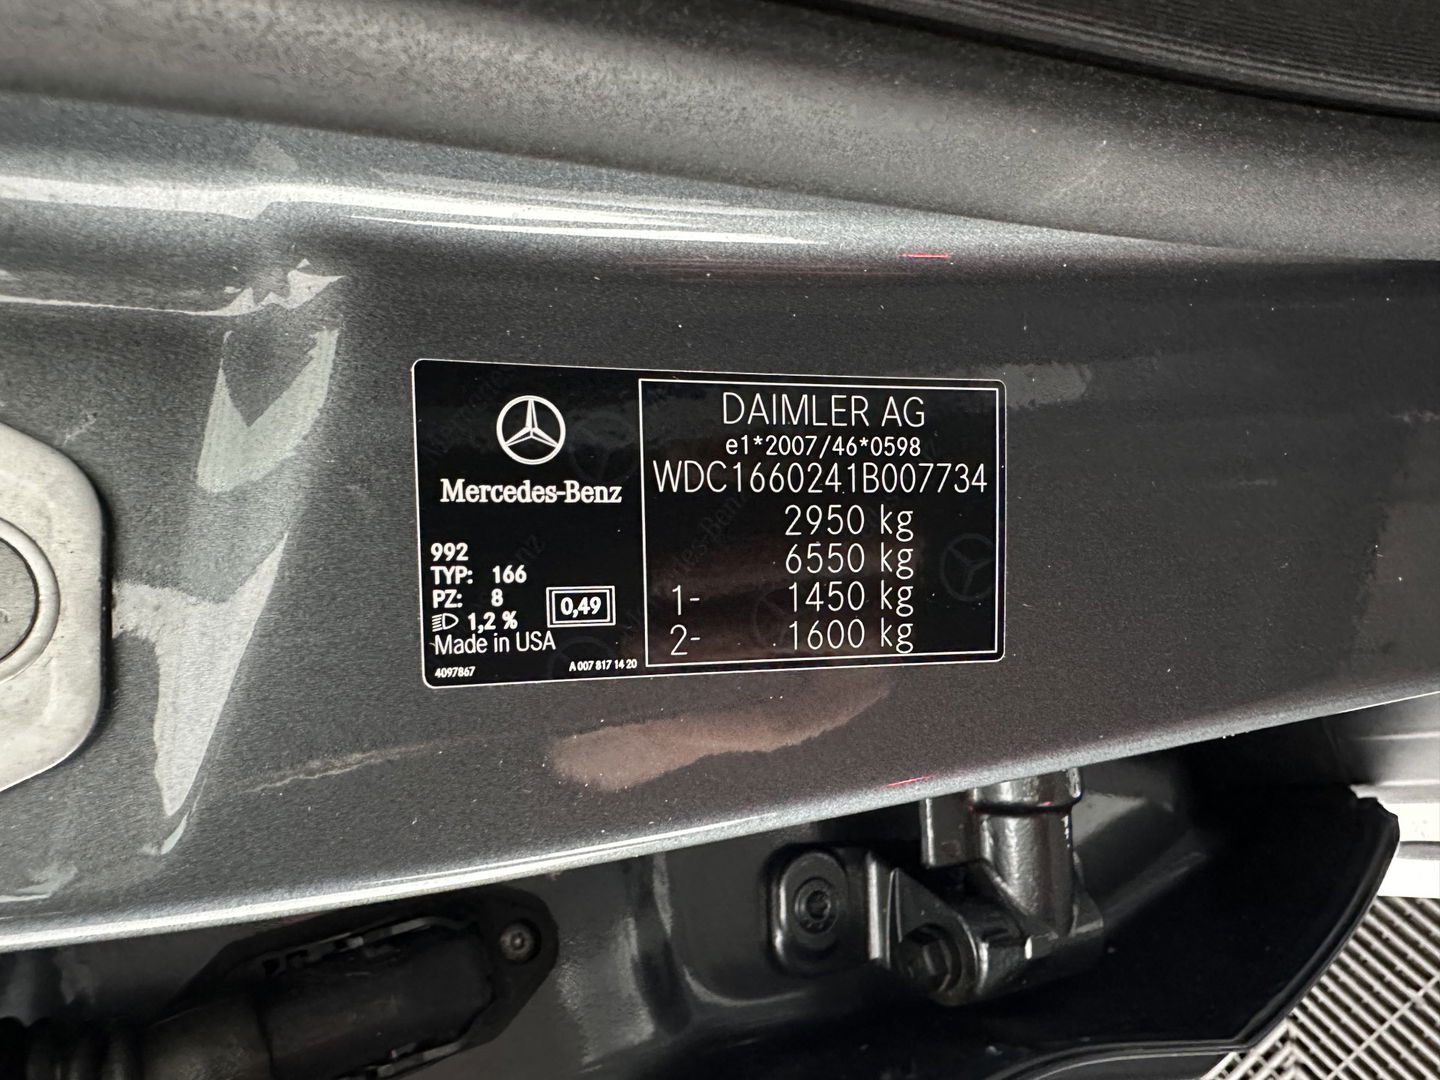 Mercedes-Benz
992
TYP: 166
PZ: 8
1,2 %
0,49
Made in USA
4097867
A 007 817 14 20
DAIMLER AG
e1*2007/46*0598
WDC1660241B007734
2950 kg
6550 kg
1- 1450 kg
2- 1600 kg